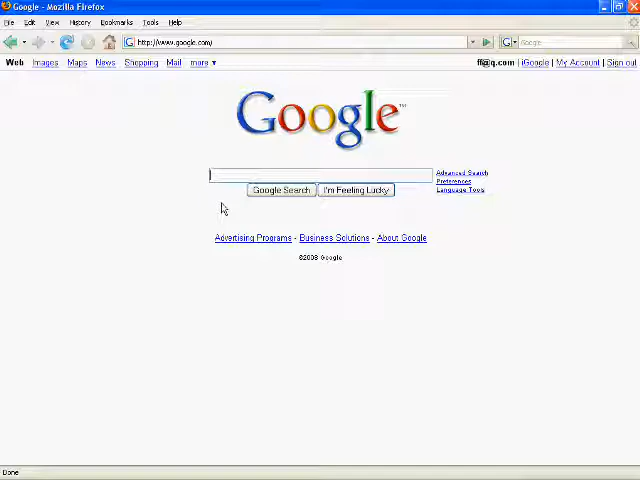 Google - Mozilla Firefox
File Edit View History Bookmarks Tools Help
http://www.google.com/ Google
Web Images Maps News Shopping Mail more ▼ ff@q.com | iGoogle | My Account | Sign out
Google™
Advanced Search
Preferences
Language Tools
Google Search I'm Feeling Lucky
Advertising Programs - Business Solutions - About Google
©2008 Google
Done